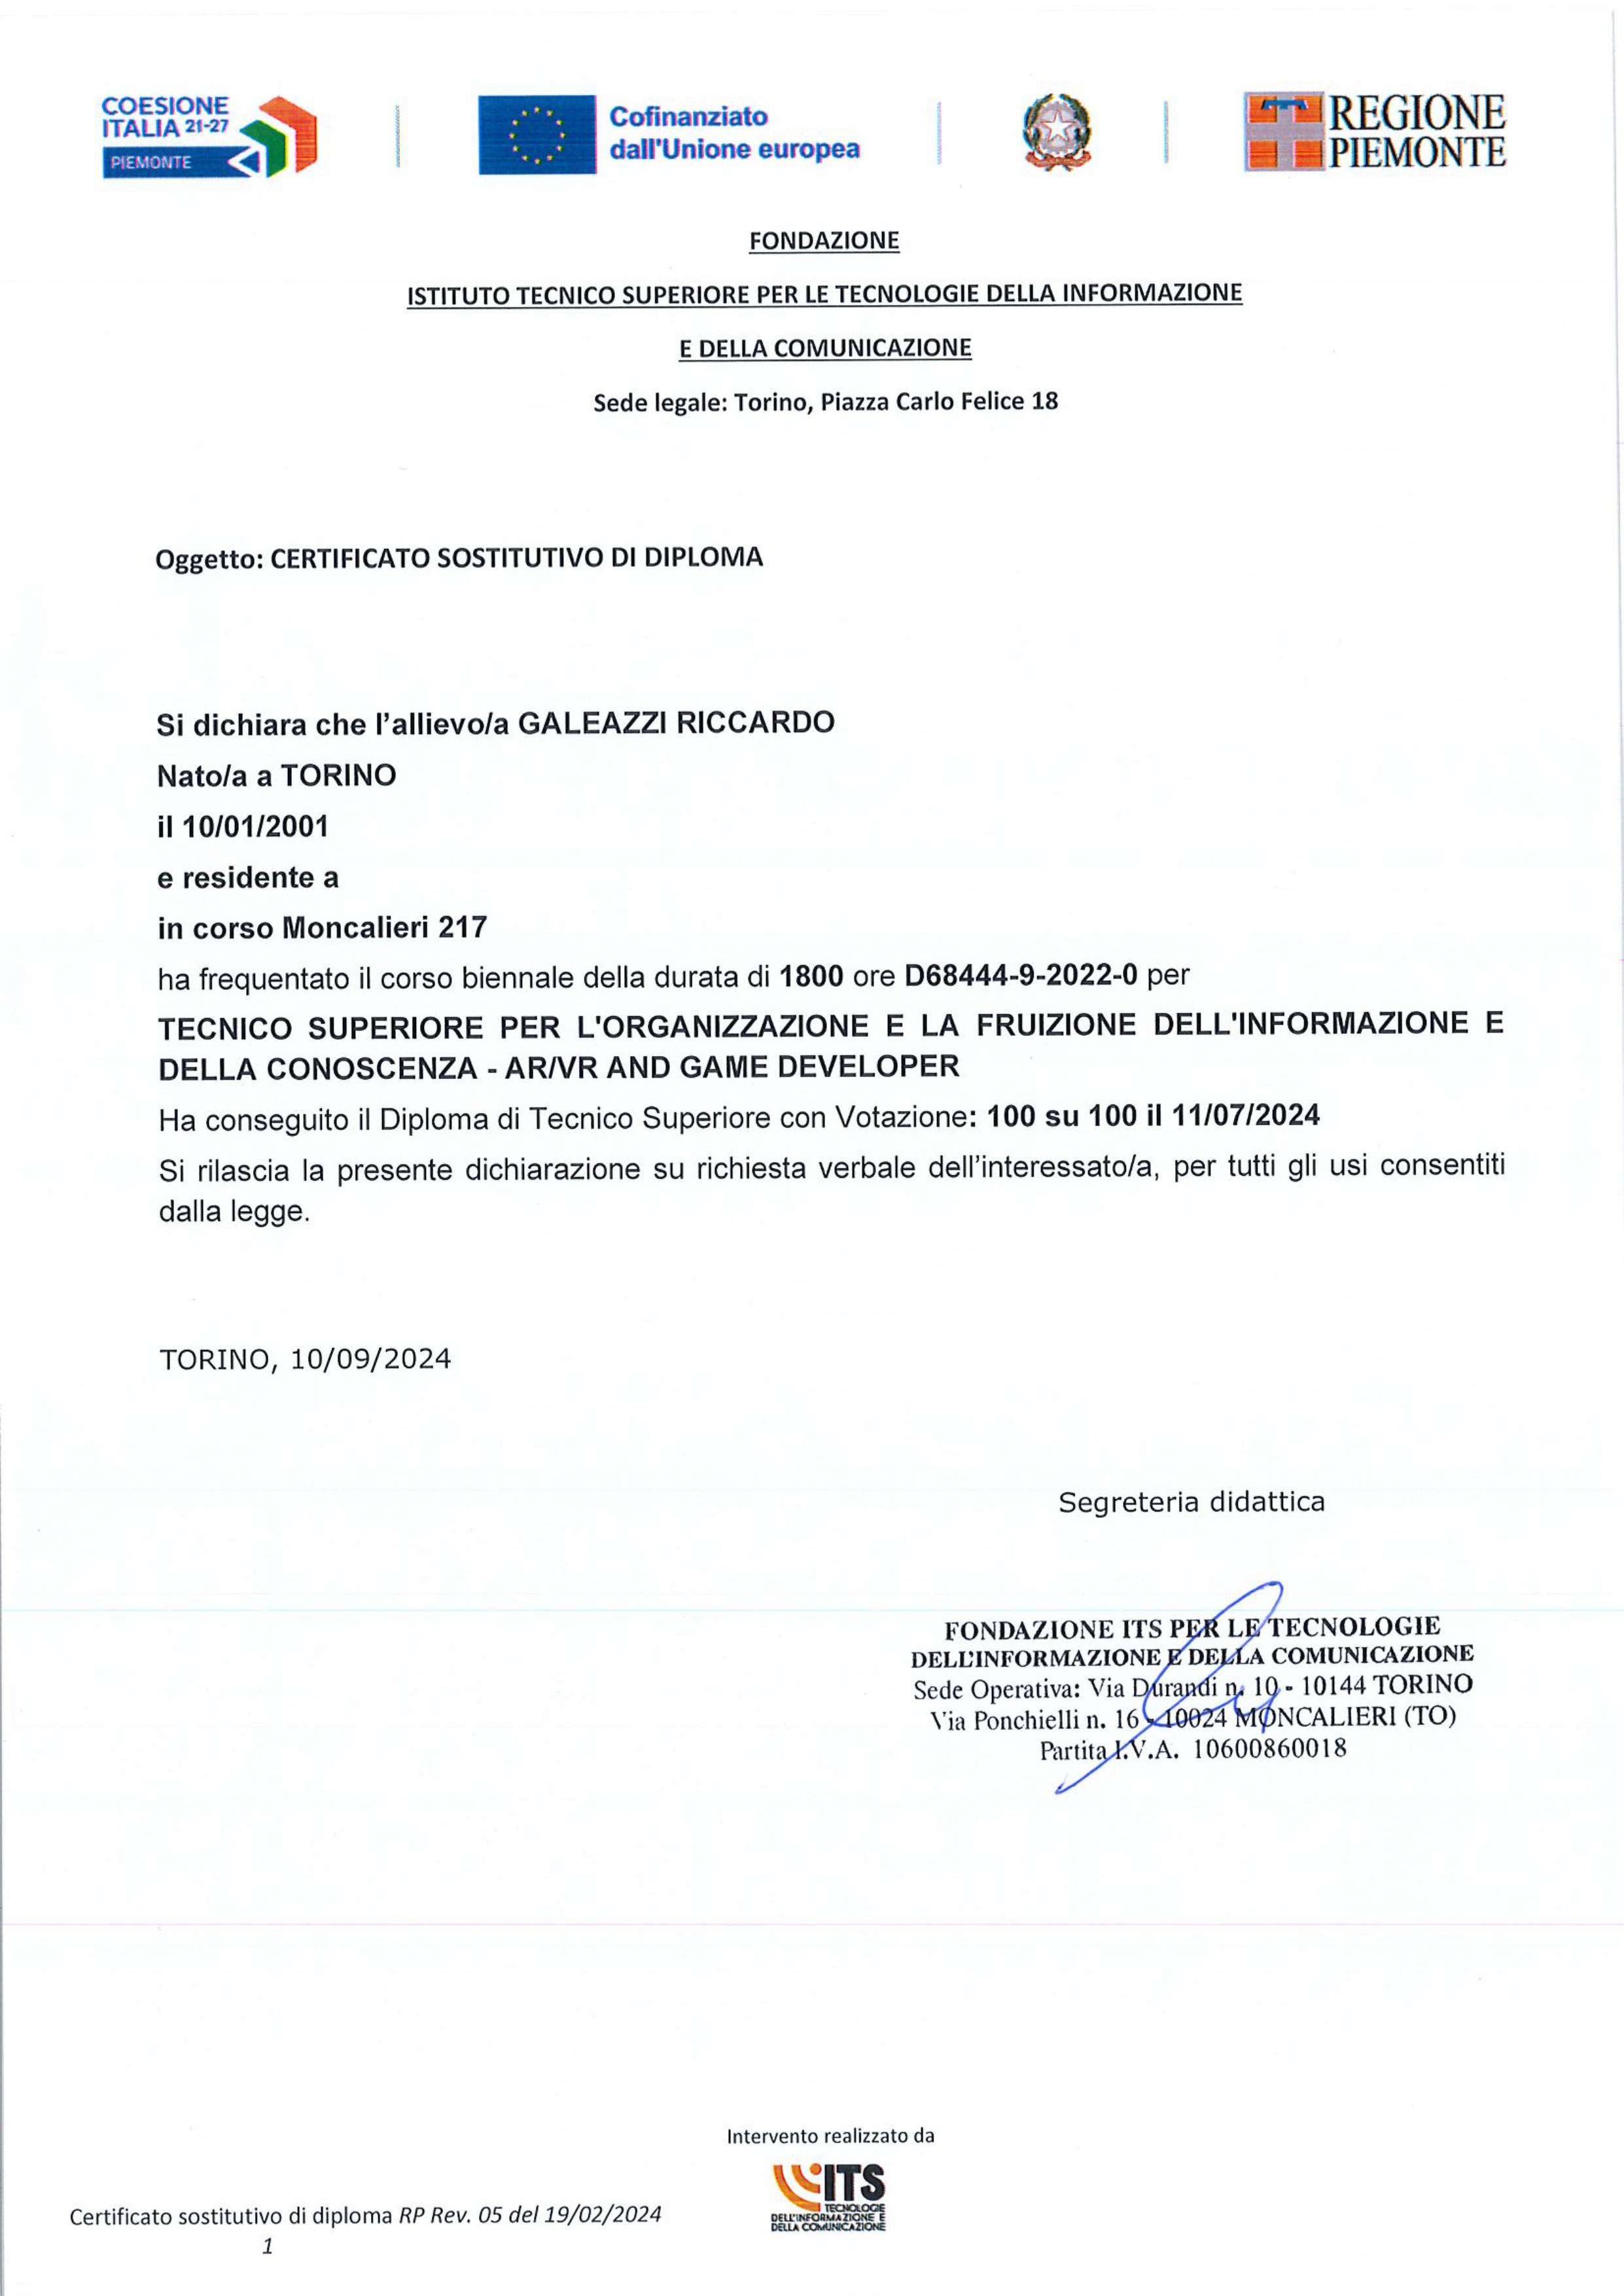 COESIONE
ITALIA 21-27
PIEMONTE
Cofinanziato
dall'Unione europea
REGIONE
PIEMONTE
FONDAZIONE
ISTITUTO TECNICO SUPERIORE PER LE TECNOLOGIE DELLA INFORMAZIONE
E DELLA COMUNICAZIONE
Sede legale: Torino, Piazza Carlo Felice 18
Oggetto: CERTIFICATO SOSTITUTIVO DI DIPLOMA
Si dichiara che l'allievo/a GALEAZZI RICCARDO
Nato/a a TORINO
il 10/01/2001
e residente a
in corso Moncalieri 217
ha frequentato il corso biennale della durata di 1800 ore D68444-9-2022-0 per
TECNICO SUPERIORE PER L'ORGANIZZAZIONE E LA FRUIZIONE DELL'INFORMAZIONE E
DELLA CONOSCENZA - AR/VR AND GAME DEVELOPER
Ha conseguito il Diploma di Tecnico Superiore con Votazione: 100 su 100 il 11/07/2024
Si rilascia la presente dichiarazione su richiesta verbale dell'interessato/a, per tutti gli usi consentiti
dalla legge.
TORINO, 10/09/2024
Segreteria didattica
FONDAZIONE ITS PER LE TECNOLOGIE
DELL'INFORMAZIONE E DELLA COMUNICAZIONE
Sede Operativa: Via Durandi n. 10 - 10144 TORINO
Via Ponchielli n. 16 - 10024 MONCALIERI (TO)
Partita I.V.A. 10600860018
Intervento realizzato da
ITS
TECNOLOGIE
DELL'INFORMAZIONE E
DELLA COMUNICAZIONE
Certificato sostitutivo di diploma RP Rev. 05 del 19/02/2024
1